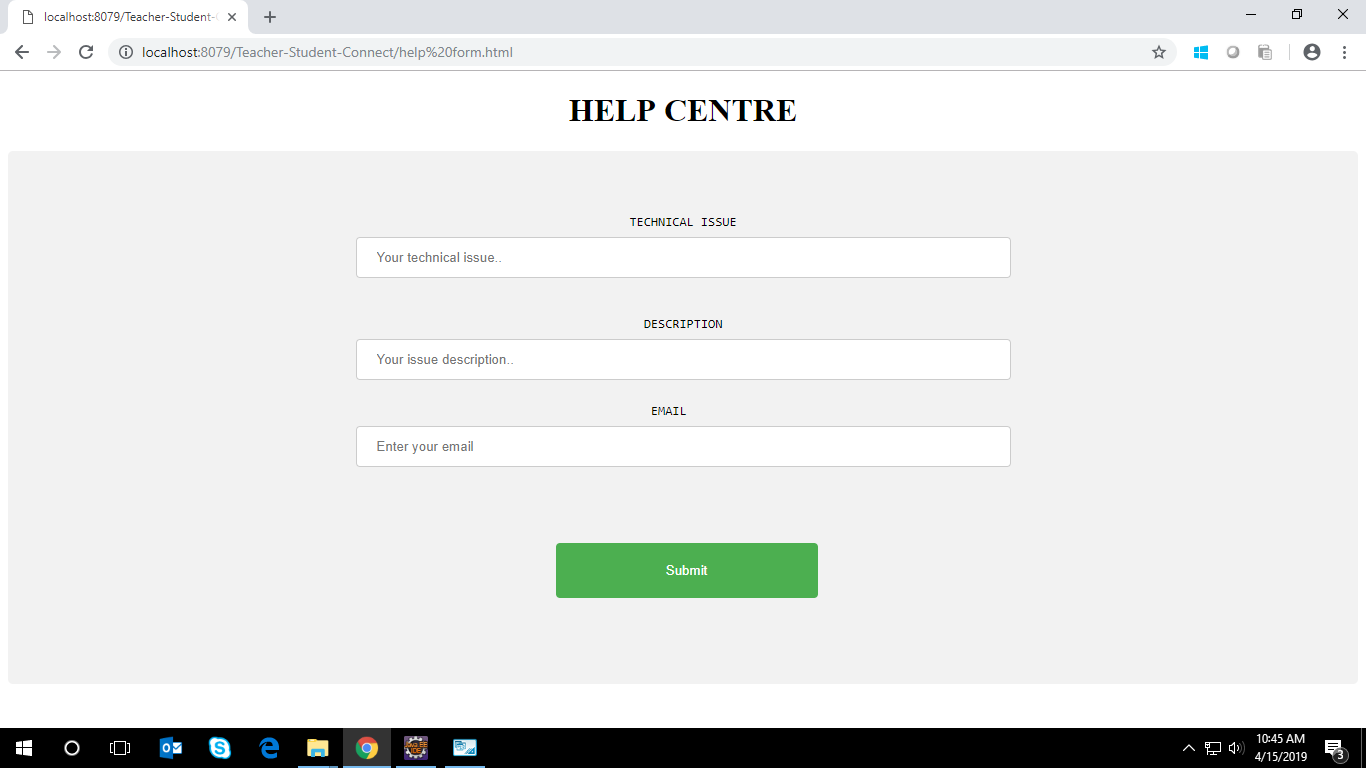 localhost:8079/Teacher-Student-
localhost:8079/Teacher-Student-Connect/help%20form.html
HELP CENTRE
TECHNICAL ISSUE
Your technical issue..
DESCRIPTION
Your issue description..
EMAIL
Enter your email
Submit
10:45 AM
4/15/2019
3